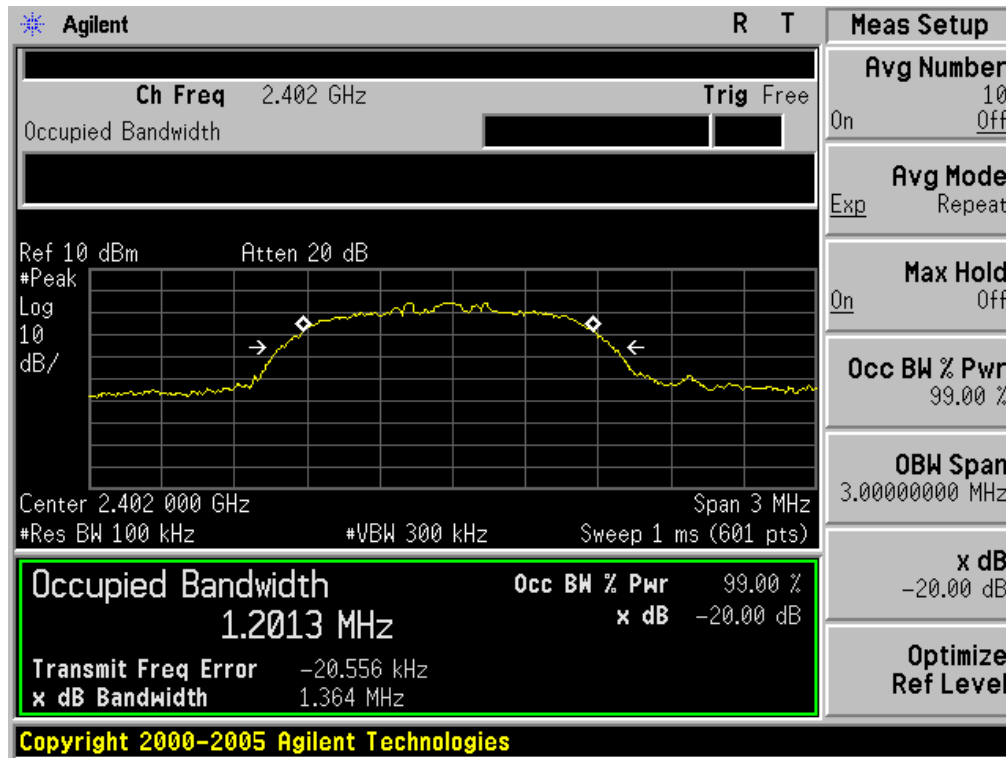 Agilent R T
Meas Setup
Ch Freq 2.402 GHz Trig Free
Occupied Bandwidth
Ref 10 dBm Atten 20 dB
#Peak
Log
10
dB/
Center 2.402 000 GHz Span 3 MHz
#Res BW 100 kHz #VBW 300 kHz Sweep 1 ms (601 pts)
Occupied Bandwidth Occ BW % Pwr 99.00 %
1.2013 MHz x dB -20.00 dB
Transmit Freq Error -20.556 kHz
x dB Bandwidth 1.364 MHz
Copyright 2000-2005 Agilent Technologies
Avg Number
10
On Off
Avg Mode
Exp Repeat
Max Hold
On Off
Occ BW % Pwr
99.00 %
OBW Span
3.00000000 MHz
x dB
-20.00 dB
Optimize
Ref Level